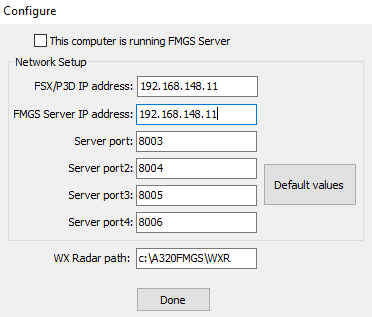 Configure
This computer is running FMGS Server
Network Setup
FSX/P3D IP address: 192.168.148.11
FMGS Server IP address: 192.168.148.11
Server port: 8003
Server port2: 8004
Server port3: 8005
Default values
Server port4: 8006
WX Radar path: c:\A320FMGS\WXR
Done